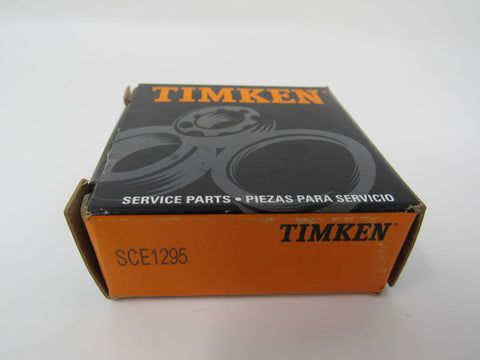 TIMKEN
SERVICE PARTS • PIEZAS PARA SERVICIO
TIMKEN
SCE1295